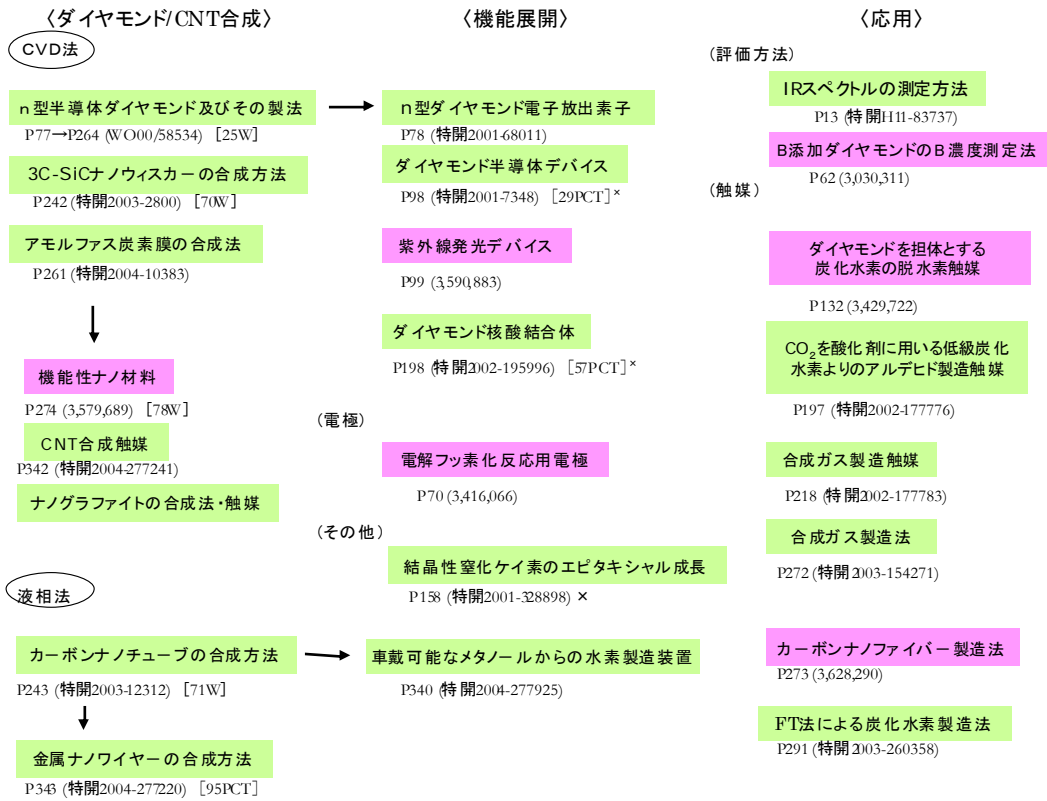 〈ダイヤモンド/CNT合成〉
CVD法
n型半導体ダイヤモンド及びその製法
P77→P264 (WO00/58534) [25W]
3C-SiCナノウィスカーの合成方法
P242 (特開2003-2800) [70W]
アモルファス炭素膜の合成法
P261 (特開2004-10383)
機能性ナノ材料
P274 (3,579,689) [78W]
CNT合成触媒
P342 (特開2004-277241)
ナノグラファイトの合成法・触媒
液相法
カーボンナノチューブの合成方法
P243 (特開2003-12312) [71W]
金属ナノワイヤーの合成方法
P343 (特開2004-277220) [95PCT]
〈機能展開〉
n型ダイヤモンド電子放出素子
P78 (特開2001-68011)
ダイヤモンド半導体デバイス
P98 (特開2001-7348) [29PCT]×
紫外線発光デバイス
P99 (3,590,883)
ダイヤモンド核酸結合体
P198 (特開2002-195996) [57PCT]×
(電極)
電解フッ素化反応用電極
P70 (3,416,066)
(その他)
結晶性窒化ケイ素のエピタキシャル成長
P158 (特開2001-328898) ×
車戴可能なメタノールからの水素製造装置
P340 (特開2004-277925)
〈応用〉
(評価方法)
IRスペクトルの測定方法
P13 (特開H11-83737)
B添加ダイヤモンドのB濃度測定法
P62 (3,030,311)
(触媒)
ダイヤモンドを担体とする
炭化水素の脱水素触媒
P132 (3,429,722)
CO₂を酸化剤に用いる低級炭化
水素よりのアルデヒド製造触媒
P197 (特開2002-177776)
合成ガス製造触媒
P218 (特開2002-177783)
合成ガス製造法
P272 (特開2003-154271)
カーボンナノファイバー製造法
P273 (3,628,290)
FT法による炭化水素製造法
P291 (特開2003-260358)